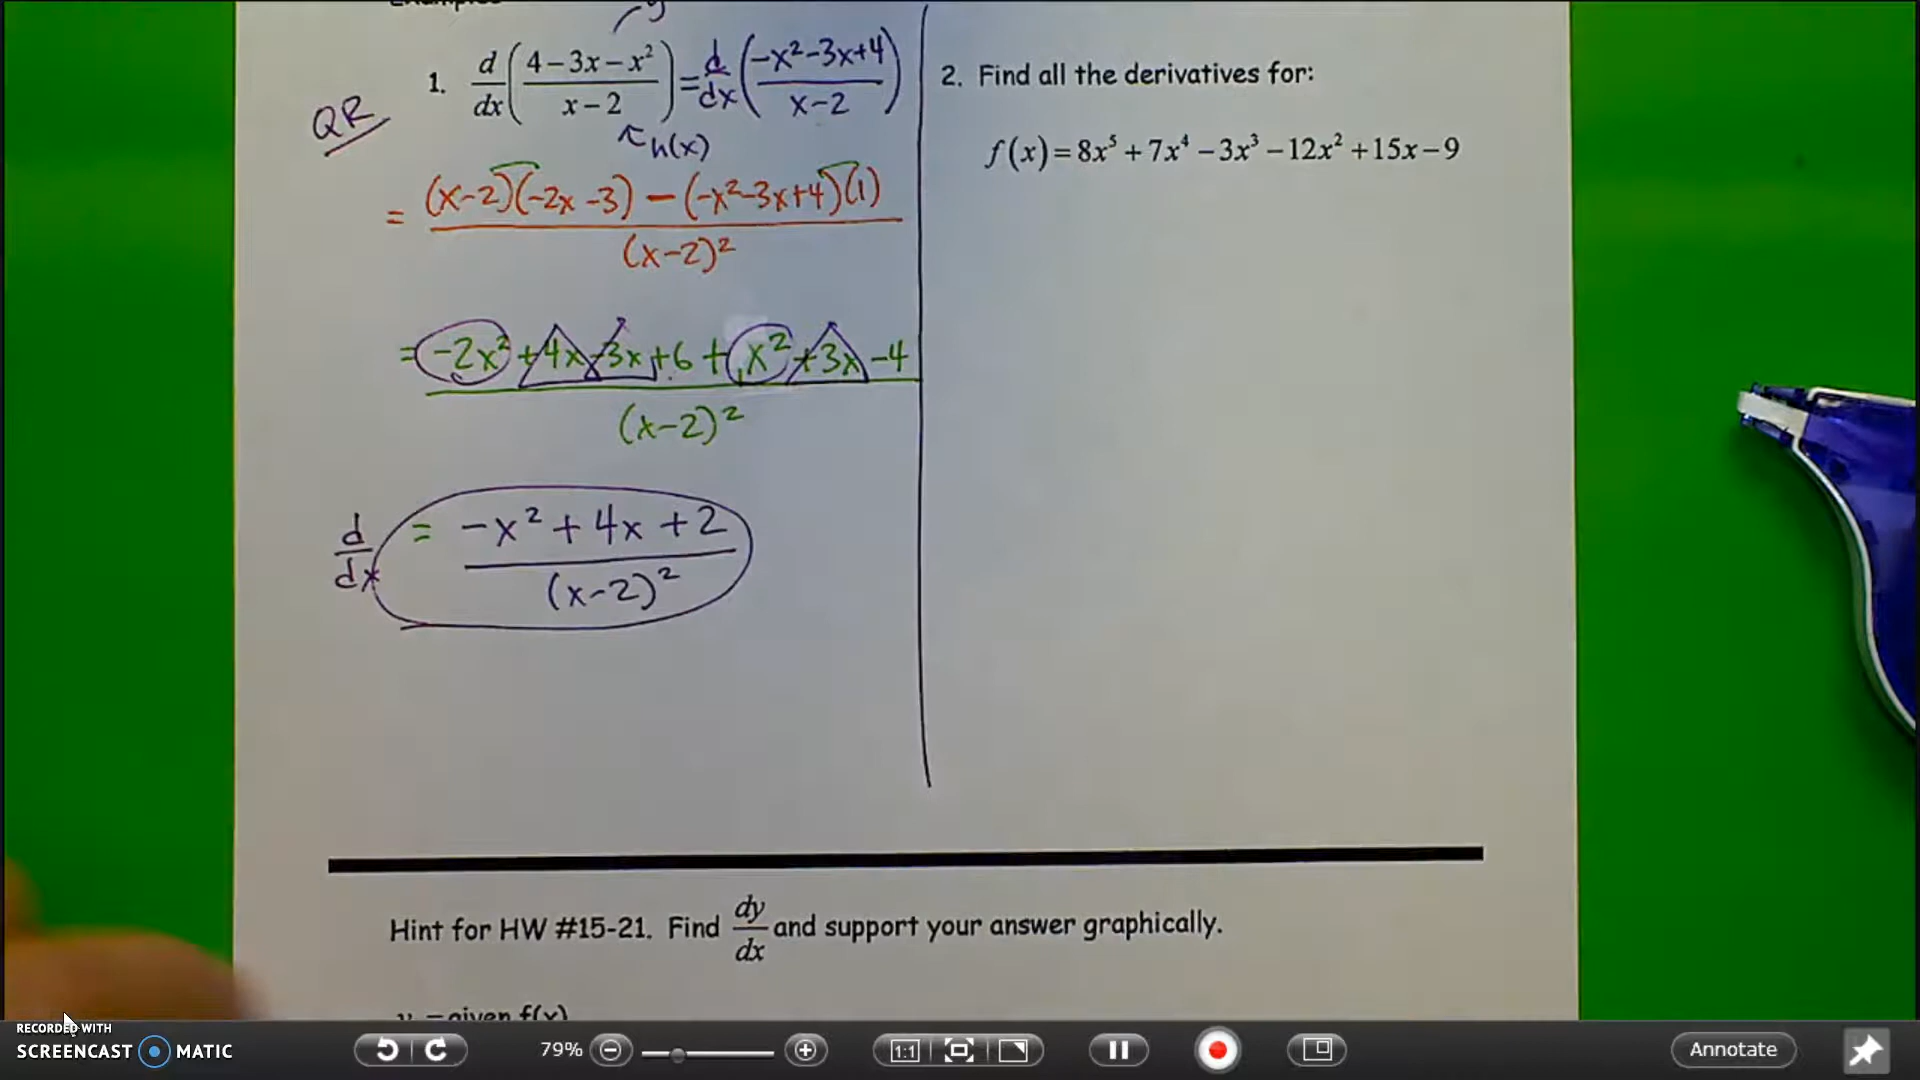 1. d/dx ( (4 − 3x − x²) / (x − 2) ) = d/dx ( (−x² − 3x + 4) / (x − 2) )
QR
h(x)
= ( (x−2)(−2x −3) − (−x²−3x+4)(1) ) / (x−2)²
= ( −2x² + 4x − 3x + 6 + x² + 3x − 4 ) / (x−2)²
d/dx = ( −x² + 4x + 2 ) / (x−2)²
2. Find all the derivatives for:
f(x) = 8x⁵ + 7x⁴ − 3x³ − 12x² + 15x − 9
Hint for HW #15-21. Find dy/dx and support your answer graphically.
given f(x)
RECORDED WITH
SCREENCAST MATIC
79%
1:1
Annotate